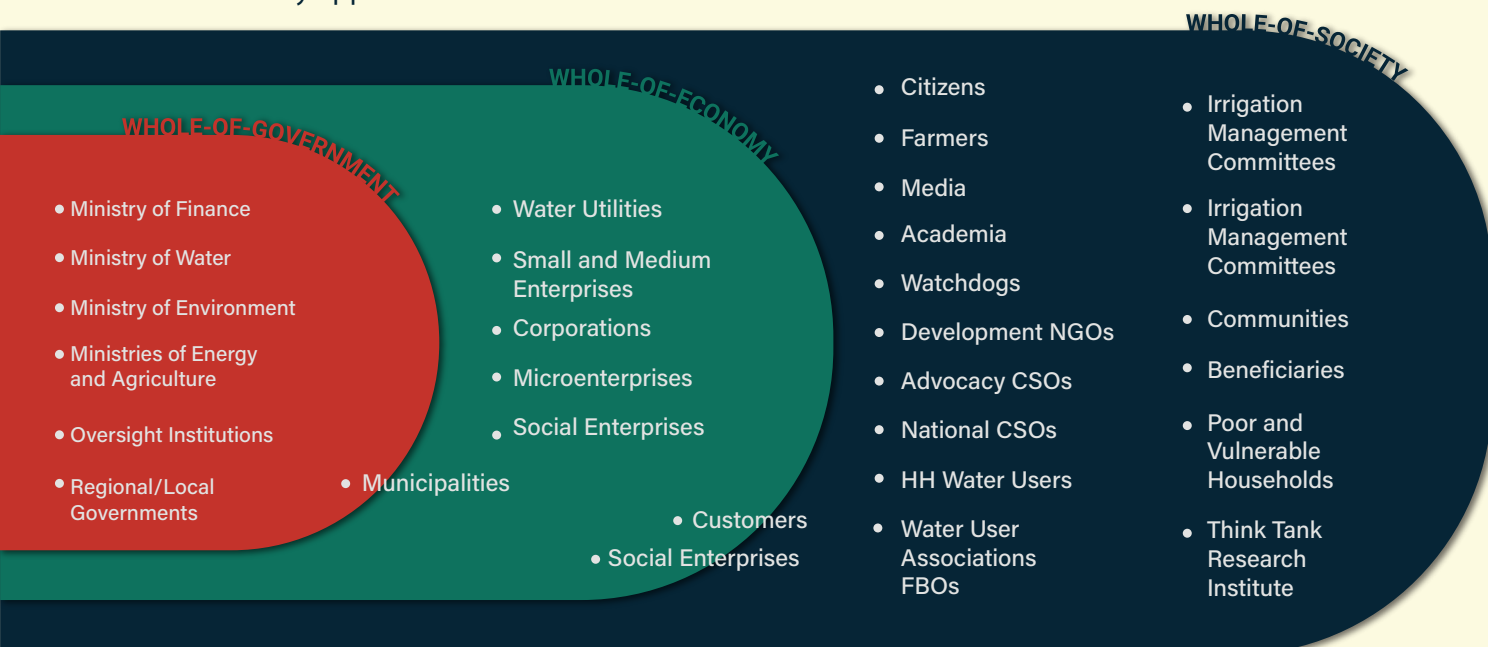 WHOLE-OF-GOVERNMENT
Ministry of Finance
Ministry of Water
Ministry of Environment
Ministries of Energy
and Agriculture
Oversight Institutions
Regional/Local
Governments
Municipalities
WHOLE-OF-ECONOMY
Water Utilities
Small and Medium
Enterprises
Corporations
Microenterprises
Social Enterprises
Customers
Social Enterprises
WHOLE-OF-SOCIETY
Citizens
Farmers
Media
Academia
Watchdogs
Development NGOs
Advocacy CSOs
National CSOs
HH Water Users
Water User
Associations
FBOs
Irrigation
Management
Committees
Irrigation
Management
Committees
Communities
Beneficiaries
Poor and
Vulnerable
Households
Think Tank
Research
Institute